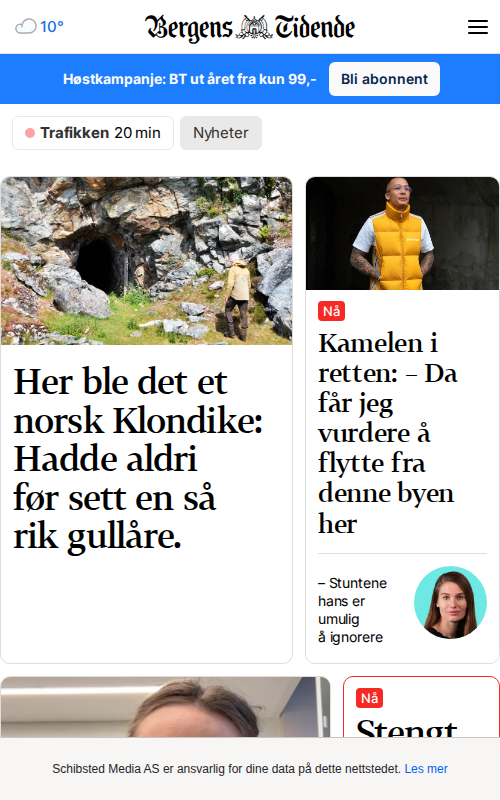 10°
Bergens Tidende
Høstkampanje: BT ut året fra kun 99,-
Bli abonnent
Trafikken 20 min
Nyheter
Her ble det et
norsk Klondike:
Hadde aldri
før sett en så
rik gullåre.
Nå
Kamelen i
retten: – Da
får jeg
vurdere å
flytte fra
denne byen
her
– Stuntene
hans er
umulig
å ignorere
Nå
Stengt
Schibsted Media AS er ansvarlig for dine data på dette nettstedet. Les mer